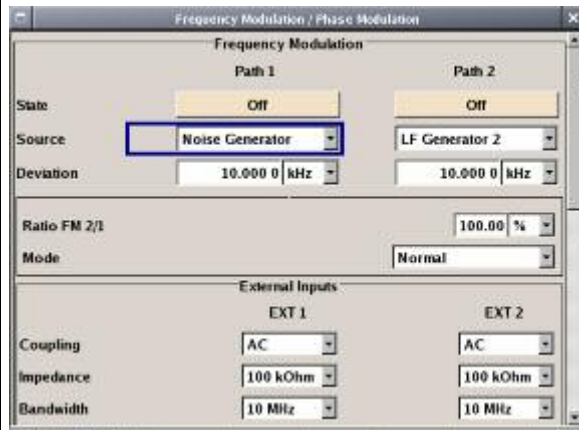 Frequency Modulation / Phase Modulation
Frequency Modulation
Path 1 Path 2
State Off Off
Source Noise Generator LF Generator 2
Deviation 10.000 0 kHz 10.000 0 kHz
Ratio FM 2/1 100.00 %
Mode Normal
External Inputs
EXT 1 EXT 2
Coupling AC AC
Impedance 100 kOhm 100 kOhm
Bandwidth 10 MHz 10 MHz